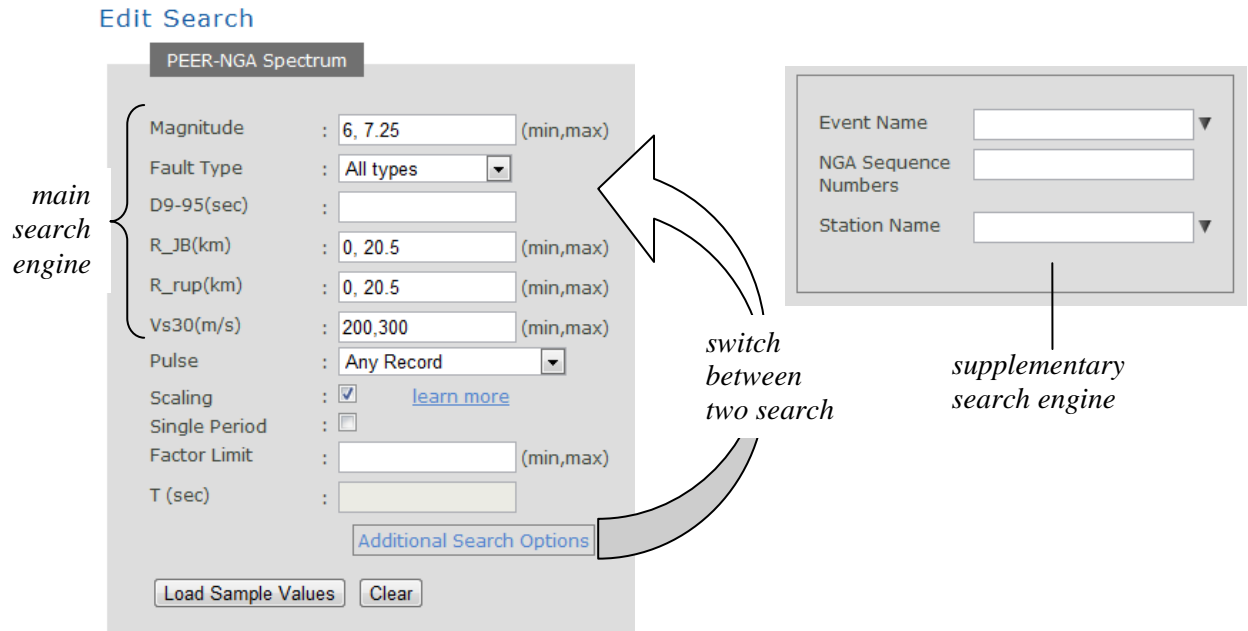 Edit Search
PEER-NGA Spectrum
Magnitude : 6, 7.25 (min,max)
Fault Type : All types
D9-95(sec) :
R_JB(km) : 0, 20.5 (min,max)
R_rup(km) : 0, 20.5 (min,max)
Vs30(m/s) : 200,300 (min,max)
Pulse : Any Record
Scaling : learn more
Single Period :
Factor Limit : (min,max)
T (sec) :
Additional Search Options
Load Sample Values Clear
main
search
engine
switch
between
two search
Event Name
NGA Sequence
Numbers
Station Name
supplementary
search engine